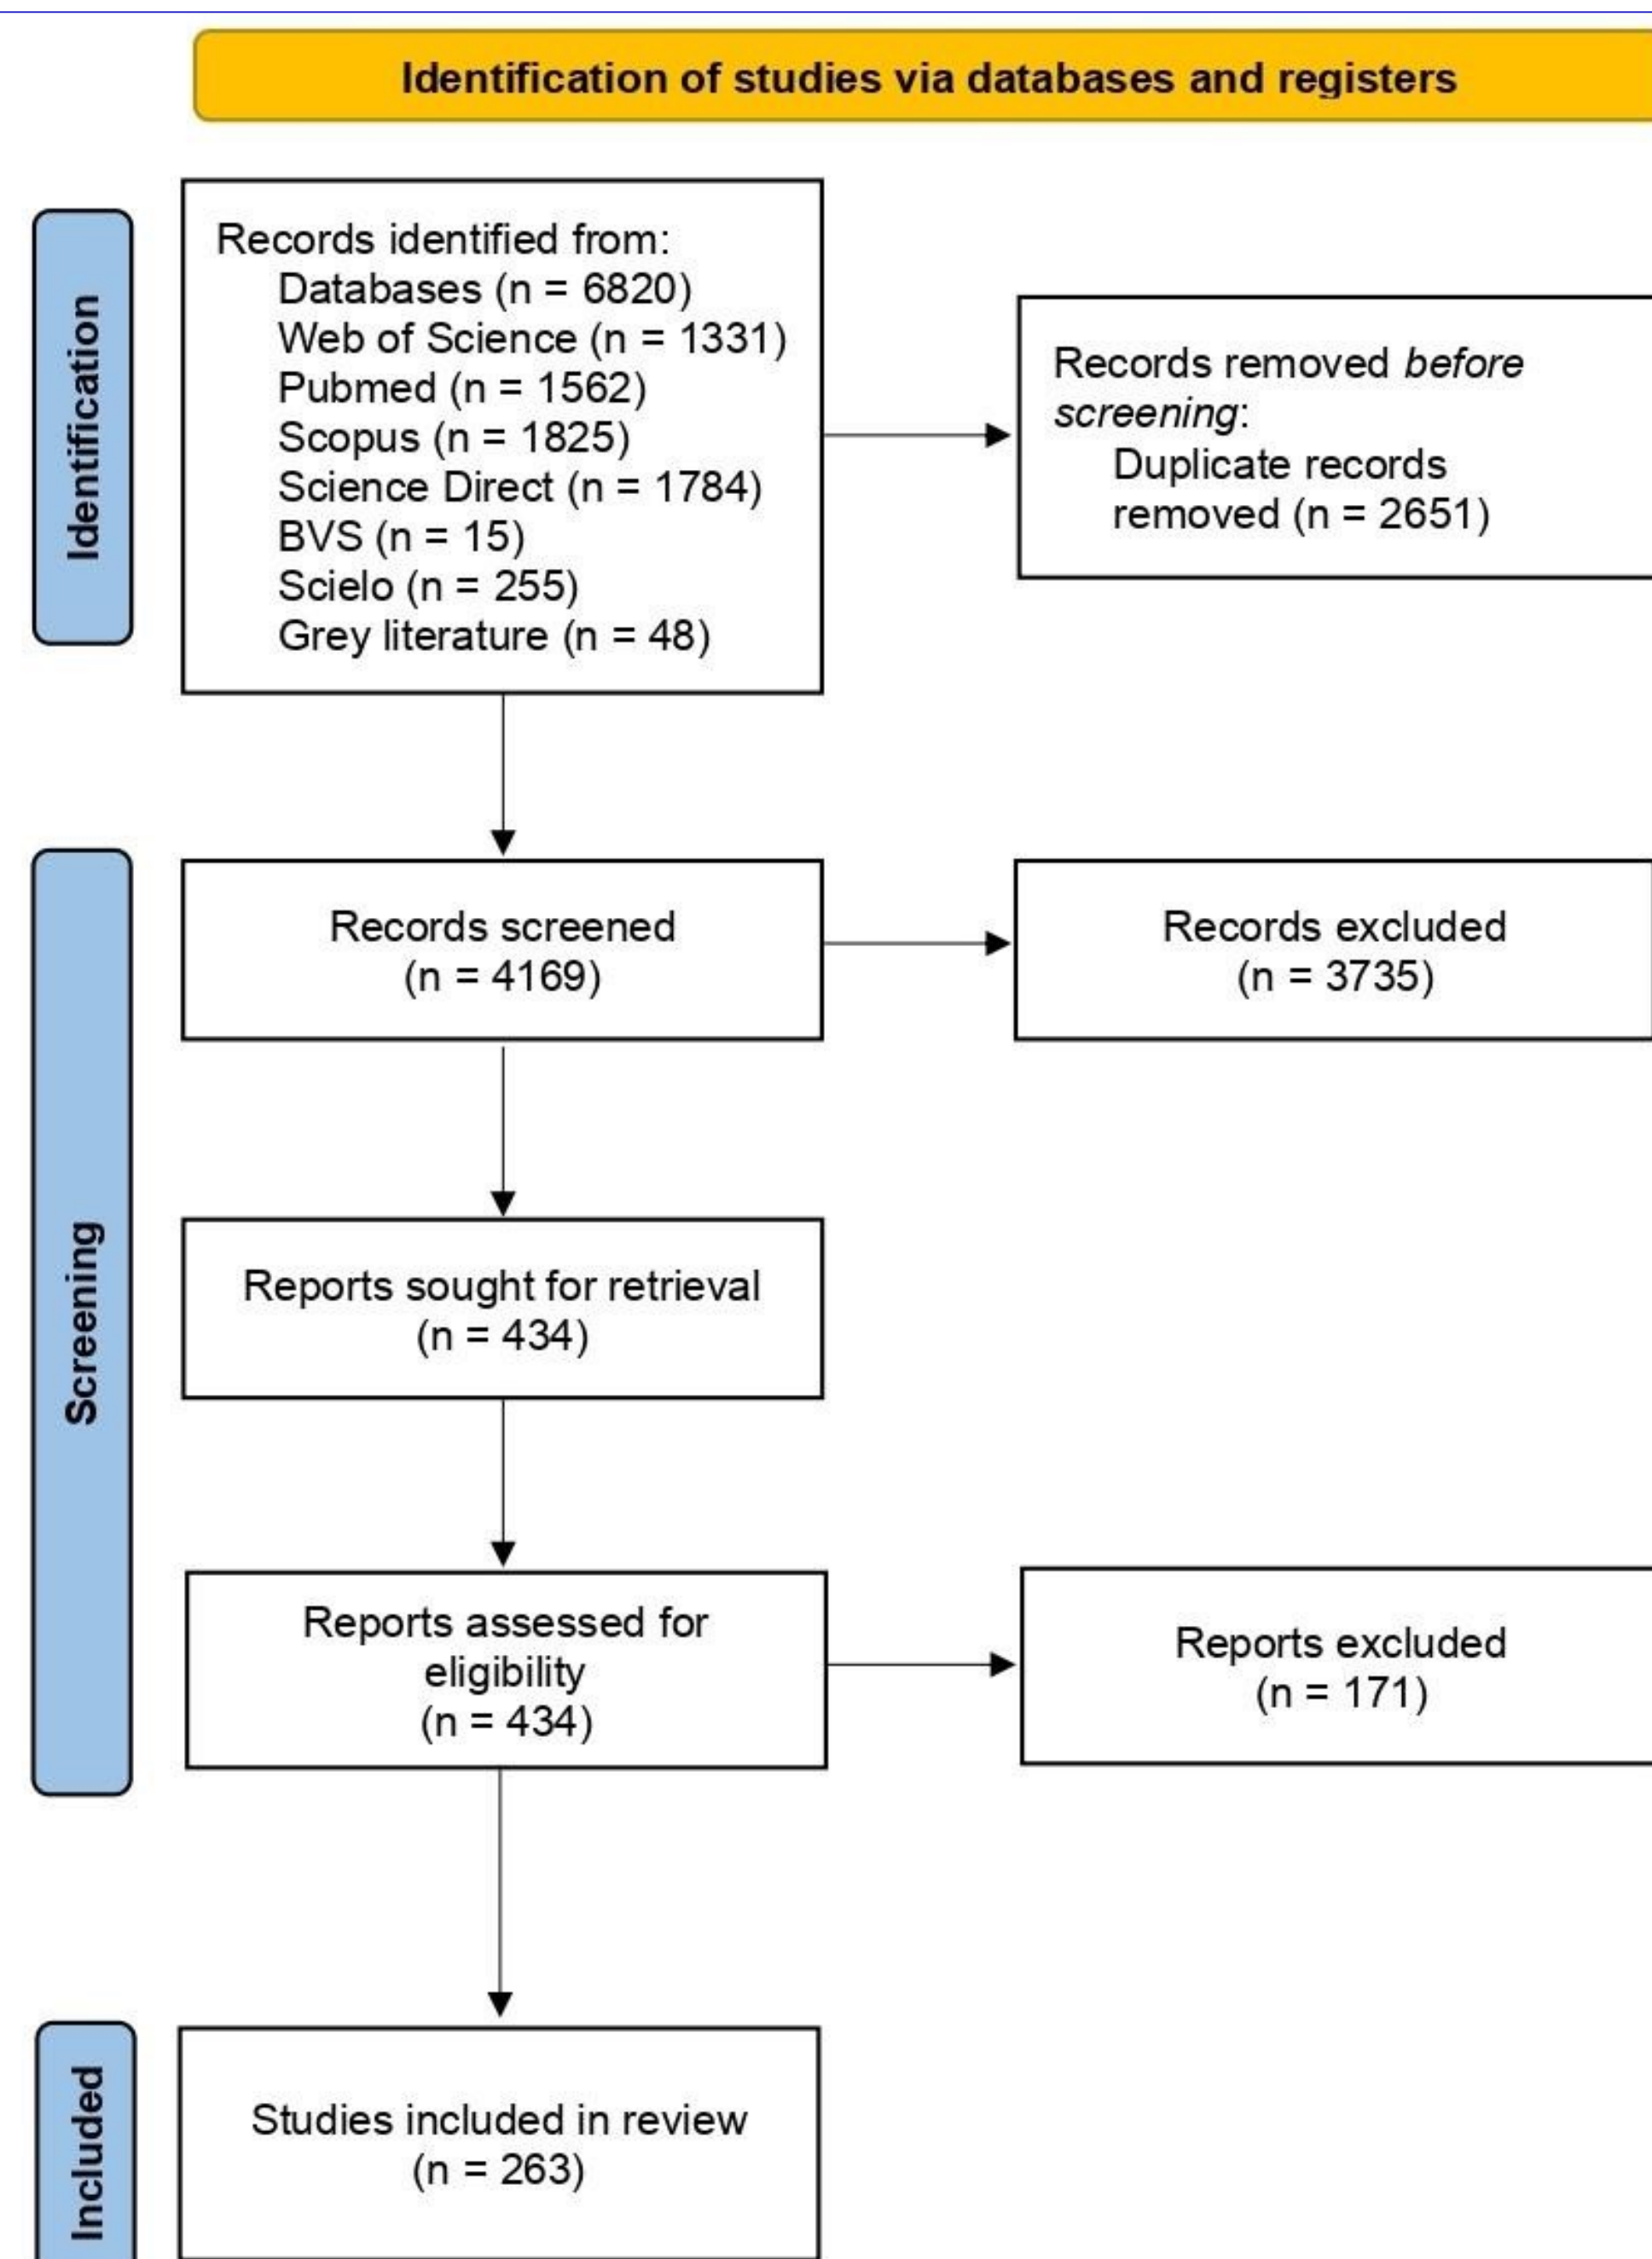 Identification of studies via databases and registers
Identification
Records identified from:
Databases (n = 6820)
Web of Science (n = 1331)
Pubmed (n = 1562)
Scopus (n = 1825)
Science Direct (n = 1784)
BVS (n = 15)
Scielo (n = 255)
Grey literature (n = 48)
Records removed before
screening:
Duplicate records
removed (n = 2651)
Screening
Records screened
(n = 4169)
Records excluded
(n = 3735)
Reports sought for retrieval
(n = 434)
Reports assessed for
eligibility
(n = 434)
Reports excluded
(n = 171)
Included
Studies included in review
(n = 263)